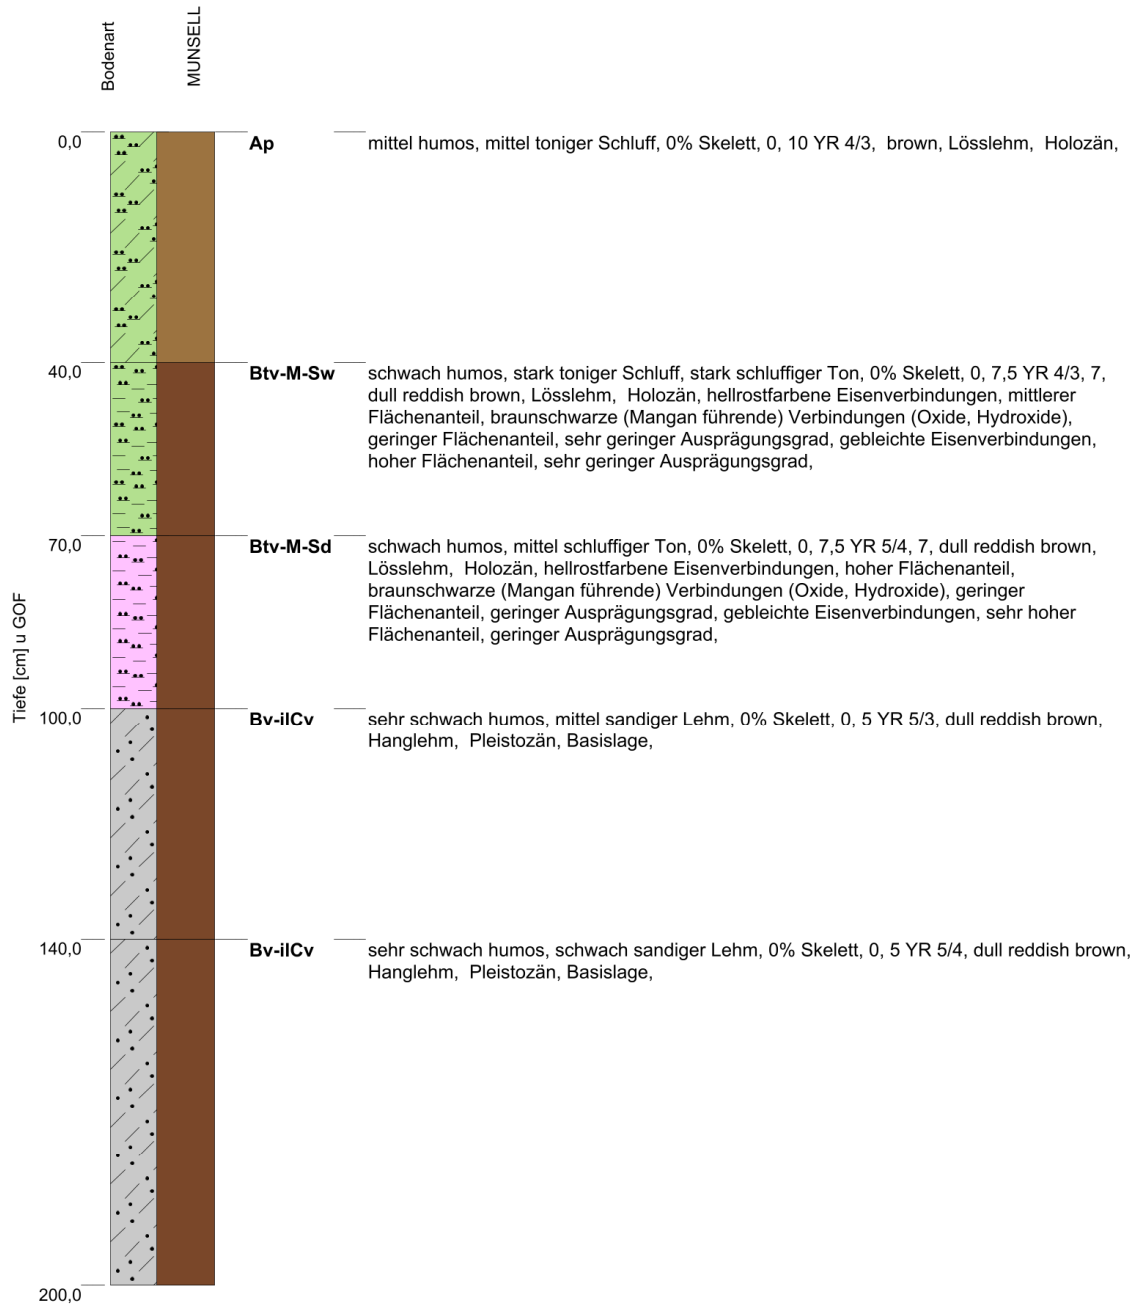 Bodenart
MUNSELL
Tiefe [cm] u GOF
0,0
Ap
mittel humos, mittel toniger Schluff, 0% Skelett, 0, 10 YR 4/3,  brown, Lösslehm,  Holozän,
40,0
Btv-M-Sw
schwach humos, stark toniger Schluff, stark schluffiger Ton, 0% Skelett, 0, 7,5 YR 4/3, 7,
dull reddish brown, Lösslehm,  Holozän, hellrostfarbene Eisenverbindungen, mittlerer
Flächenanteil, braunschwarze (Mangan führende) Verbindungen (Oxide, Hydroxide),
geringer Flächenanteil, sehr geringer Ausprägungsgrad, gebleichte Eisenverbindungen,
hoher Flächenanteil, sehr geringer Ausprägungsgrad,
70,0
Btv-M-Sd
schwach humos, mittel schluffiger Ton, 0% Skelett, 0, 7,5 YR 5/4, 7, dull reddish brown,
Lösslehm,  Holozän, hellrostfarbene Eisenverbindungen, hoher Flächenanteil,
braunschwarze (Mangan führende) Verbindungen (Oxide, Hydroxide), geringer
Flächenanteil, geringer Ausprägungsgrad, gebleichte Eisenverbindungen, sehr hoher
Flächenanteil, geringer Ausprägungsgrad,
100,0
Bv-ilCv
sehr schwach humos, mittel sandiger Lehm, 0% Skelett, 0, 5 YR 5/3, dull reddish brown,
Hanglehm,  Pleistozän, Basislage,
140,0
Bv-ilCv
sehr schwach humos, schwach sandiger Lehm, 0% Skelett, 0, 5 YR 5/4, dull reddish brown,
Hanglehm,  Pleistozän, Basislage,
200,0